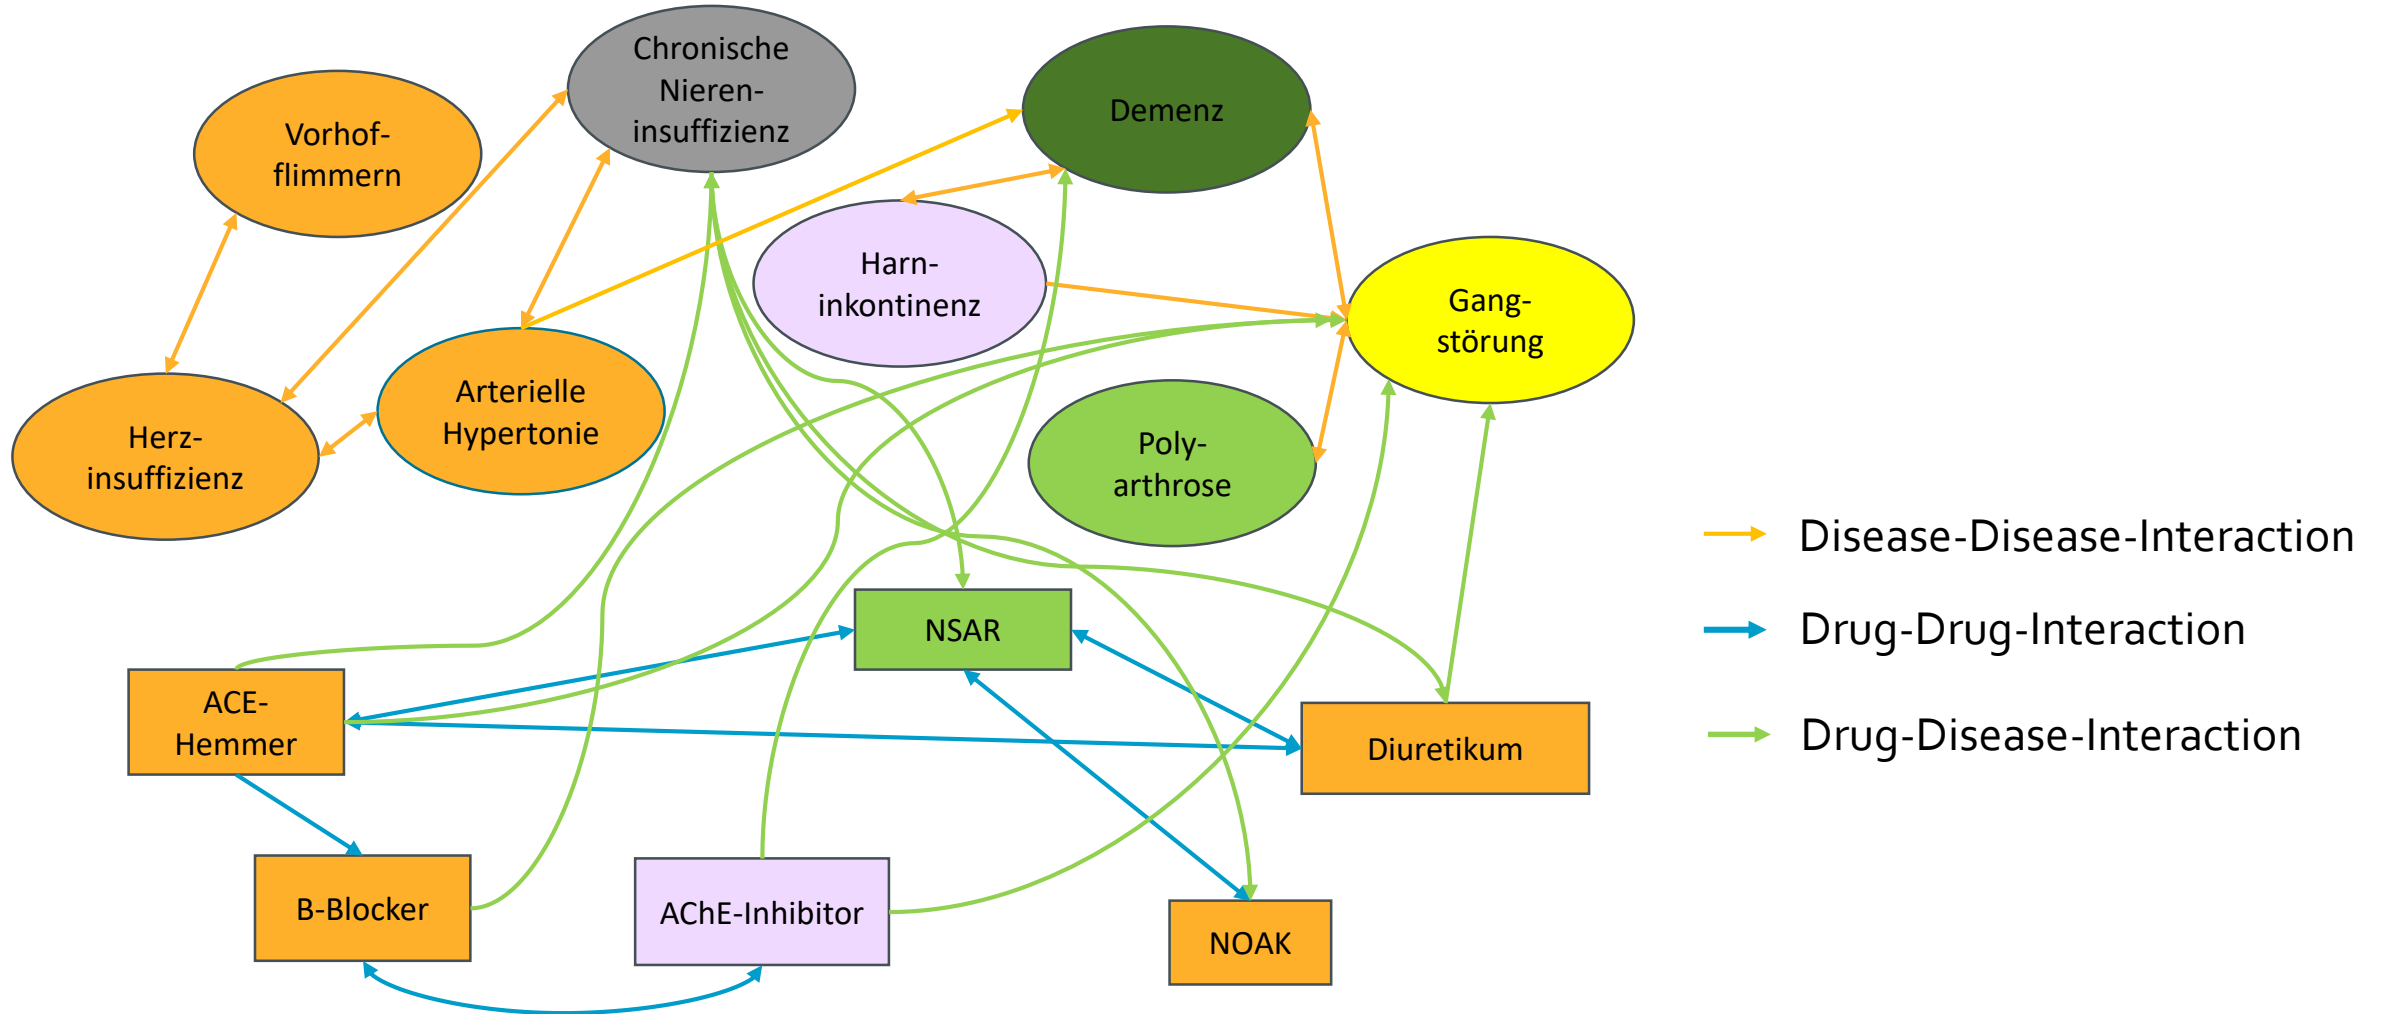 Chronische
Nieren-
insuffizienz
Demenz
Vorhof-
flimmern
Harn-
inkontinenz
Gang-
störung
Arterielle
Hypertonie
Herz-
insuffizienz
Poly-
arthrose
Disease-Disease-Interaction
NSAR
Drug-Drug-Interaction
ACE-
Hemmer
Diuretikum
Drug-Disease-Interaction
B-Blocker
AChE-Inhibitor
NOAK